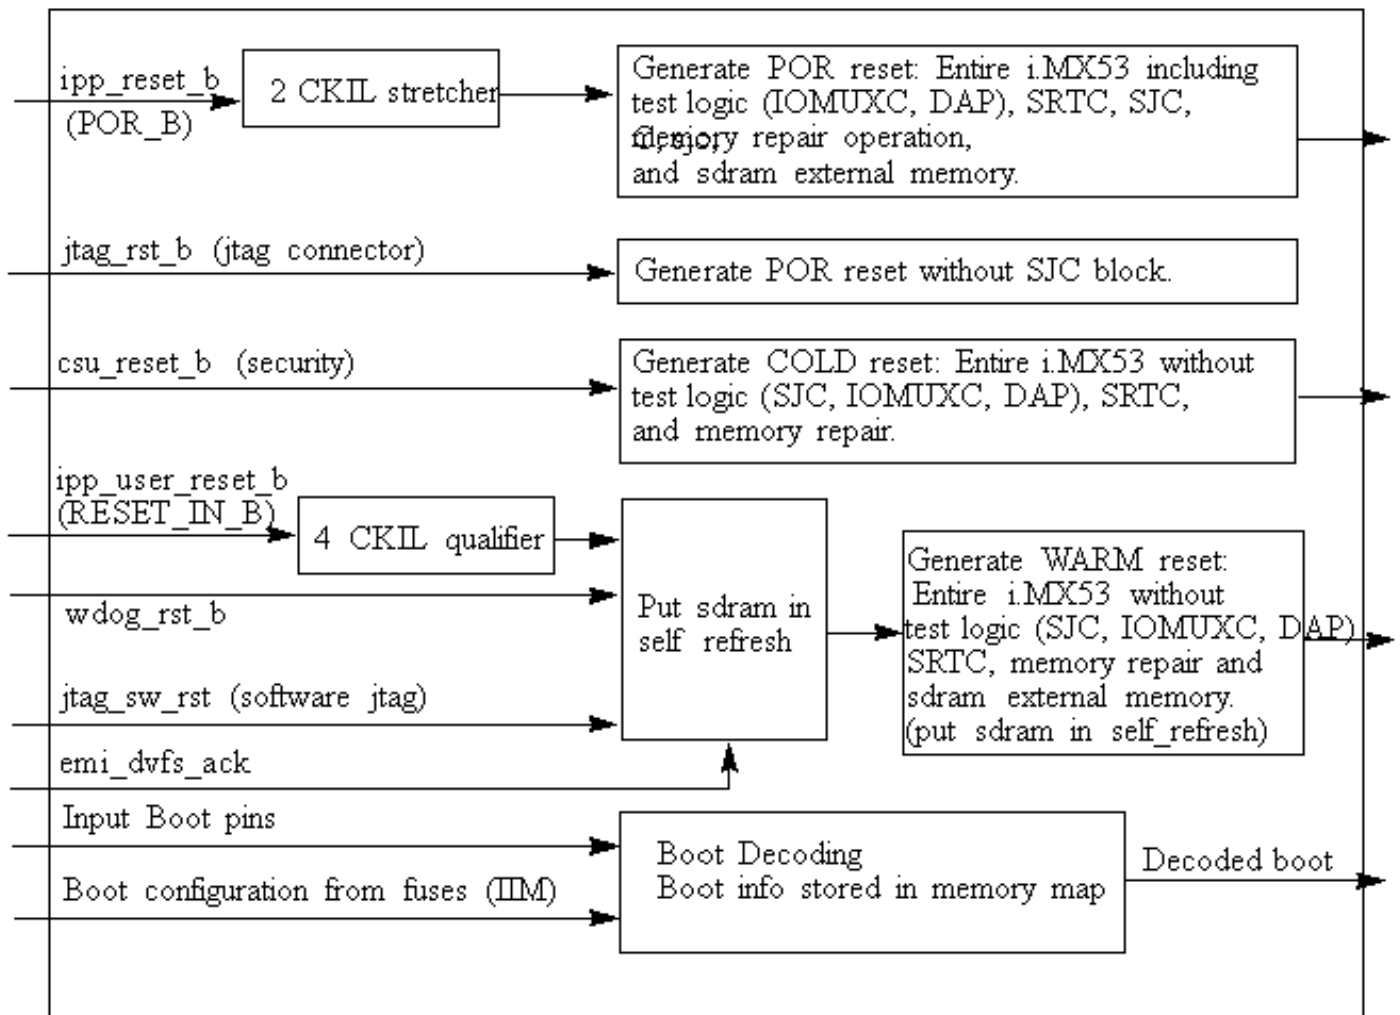 ipp_reset_b
(POR_B)
2 CKIL stretcher
Generate POR reset: Entire i.MX53 including
test logic (IOMUXC, DAP), SRTC, SJC,
memory repair operation,
and sdram external memory.
jtag_rst_b (jtag connector)
Generate POR reset without SJC block.
csu_reset_b (security)
Generate COLD reset: Entire i.MX53 without
test logic (SJC, IOMUXC, DAP), SRTC,
and memory repair.
ipp_user_reset_b
(RESET_IN_B)
4 CKIL qualifier
wdog_rst_b
Put sdram in
self refresh
Generate WARM reset:
Entire i.MX53 without
test logic (SJC, IOMUXC, DAP)
SRTC, memory repair and
sdram external memory.
(put sdram in self_refresh)
jtag_sw_rst (software jtag)
emi_dvfs_ack
Input Boot pins
Boot configuration from fuses (IIM)
Boot Decoding
Boot info stored in memory map
Decoded boot